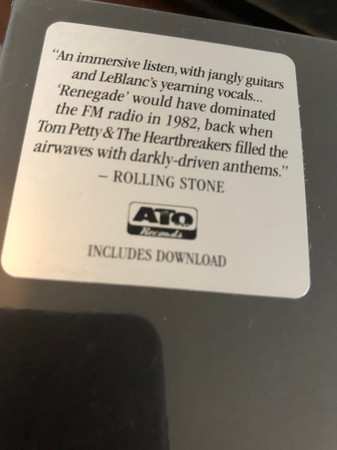 "An immersive listen, with jangly guitars
and LeBlanc's yearning vocals...
'Renegade' would have dominated
the FM radio in 1982, back when
Tom Petty & The Heartbreakers filled the
airwaves with darkly-driven anthems."
– ROLLING STONE
ATO
Records
INCLUDES DOWNLOAD